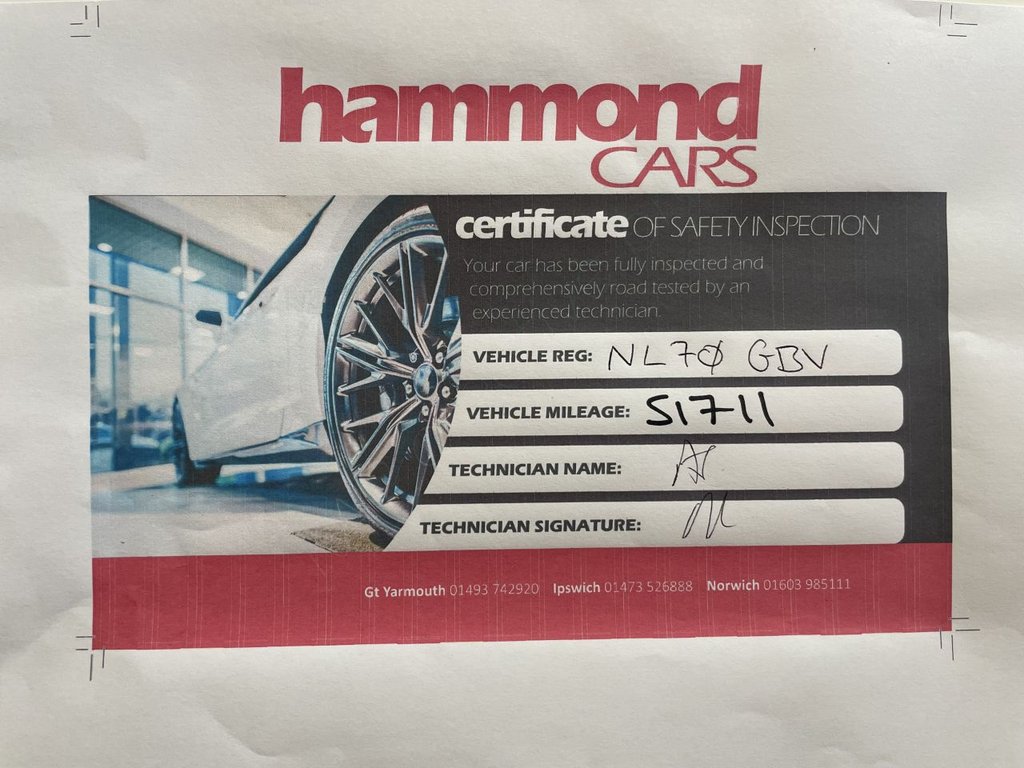 hammond
CARS
certificate OF SAFETY INSPECTION
Your car has been fully inspected and
comprehensively road tested by an
experienced technician.
VEHICLE REG: NL70 GBV
VEHICLE MILEAGE: 51711
TECHNICIAN NAME:
TECHNICIAN SIGNATURE:
Gt Yarmouth 01493 742920 Ipswich 01473 526888 Norwich 01603 985111